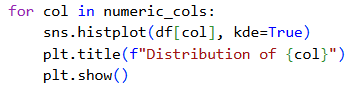 for col in numeric_cols:
    sns.histplot(df[col], kde=True)
    plt.title(f"Distribution of {col}")
    plt.show()